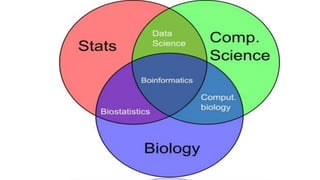 Data
Science
Stats
Comp.
Science
Boinformatics
Comput.
biology
Biostatistics
Biology